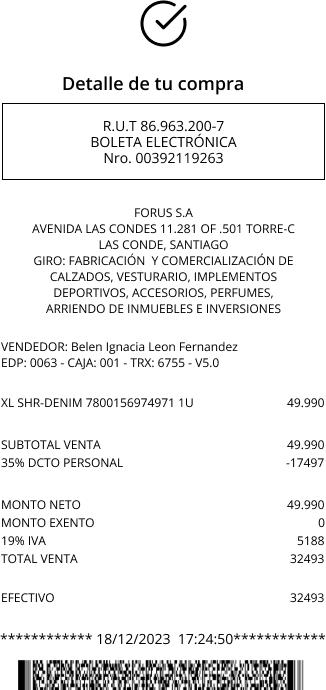 Detalle de tu compra
R.U.T 86.963.200-7
BOLETA ELECTRÓNICA
Nro. 00392119263
FORUS S.A
AVENIDA LAS CONDES 11.281 OF .501 TORRE-C
LAS CONDE, SANTIAGO
GIRO: FABRICACIÓN Y COMERCIALIZACIÓN DE
CALZADOS, VESTURARIO, IMPLEMENTOS
DEPORTIVOS, ACCESORIOS, PERFUMES,
ARRIENDO DE INMUEBLES E INVERSIONES
VENDEDOR: Belen Ignacia Leon Fernandez
EDP: 0063 - CAJA: 001 - TRX: 6755 - V5.0
XL SHR-DENIM 7800156974971 1U 49.990
SUBTOTAL VENTA 49.990
35% DCTO PERSONAL -17497
MONTO NETO 49.990
MONTO EXENTO 0
19% IVA 5188
TOTAL VENTA 32493
EFECTIVO 32493
************ 18/12/2023 17:24:50************